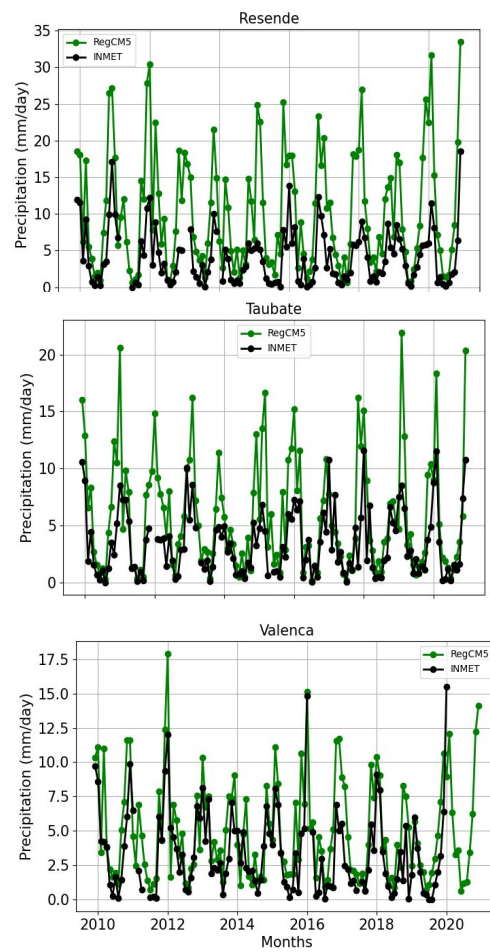 Resende
Precipitation (mm/day)
35
30
25
20
15
10
5
0
RegCM5
INMET
Taubate
Precipitation (mm/day)
20
15
10
5
0
RegCM5
INMET
Valenca
Precipitation (mm/day)
17.5
15.0
12.5
10.0
7.5
5.0
2.5
0.0
RegCM5
INMET
2010 2012 2014 2016 2018 2020
Months